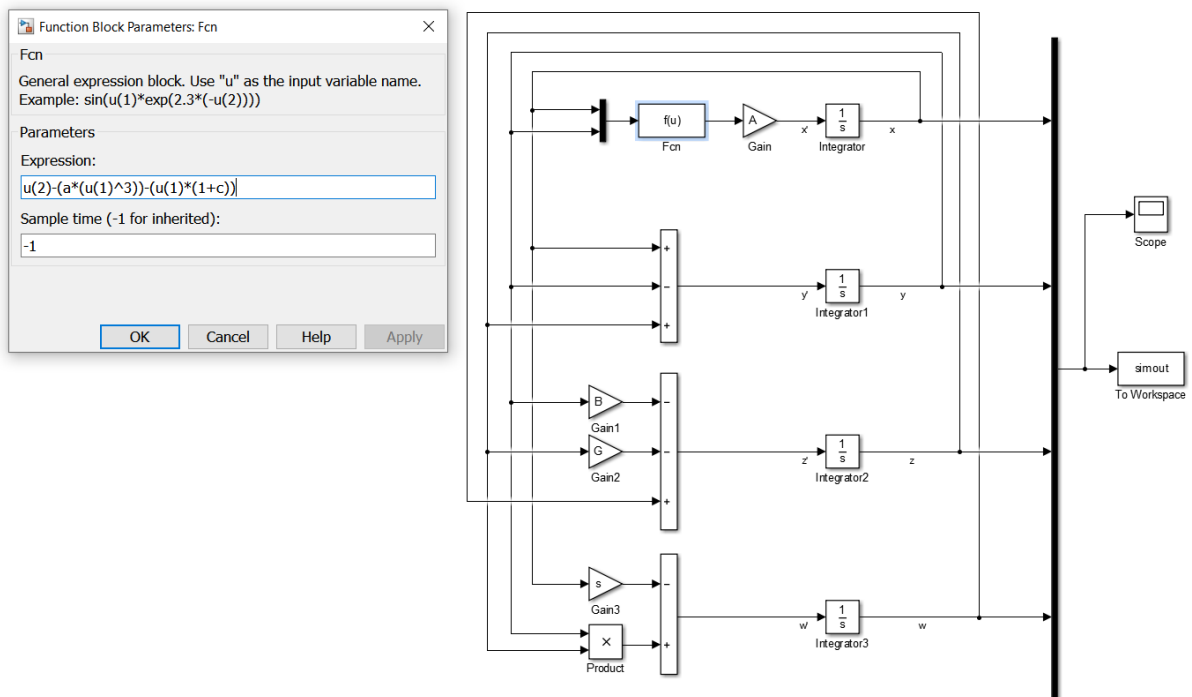 Function Block Parameters: Fcn
Fcn
General expression block. Use "u" as the input variable name.
Example: sin(u(1)*exp(2.3*(-u(2))))
Parameters
Expression:
u(2)-(a*(u(1)^3))-(u(1)*(1+c))
Sample time (-1 for inherited):
-1
OK
Cancel
Help
Apply
f(u)
Fcn
A
Gain
x'
1
s
Integrator
x
+
-
+
y'
1
s
Integrator1
y
B
Gain1
G
Gain2
-
-
+
z'
1
s
Integrator2
z
s
Gain3
×
Product
-
+
w'
1
s
Integrator3
w
Scope
simout
To Workspace